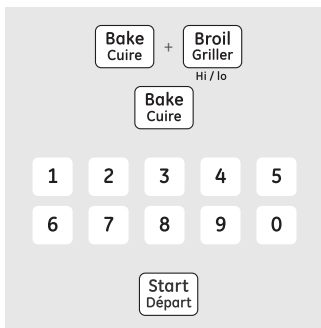 Bake + Broil
Cuire Griller
Hi / lo
Bake
Cuire
1 2 3 4 5
6 7 8 9 0
Start
Départ